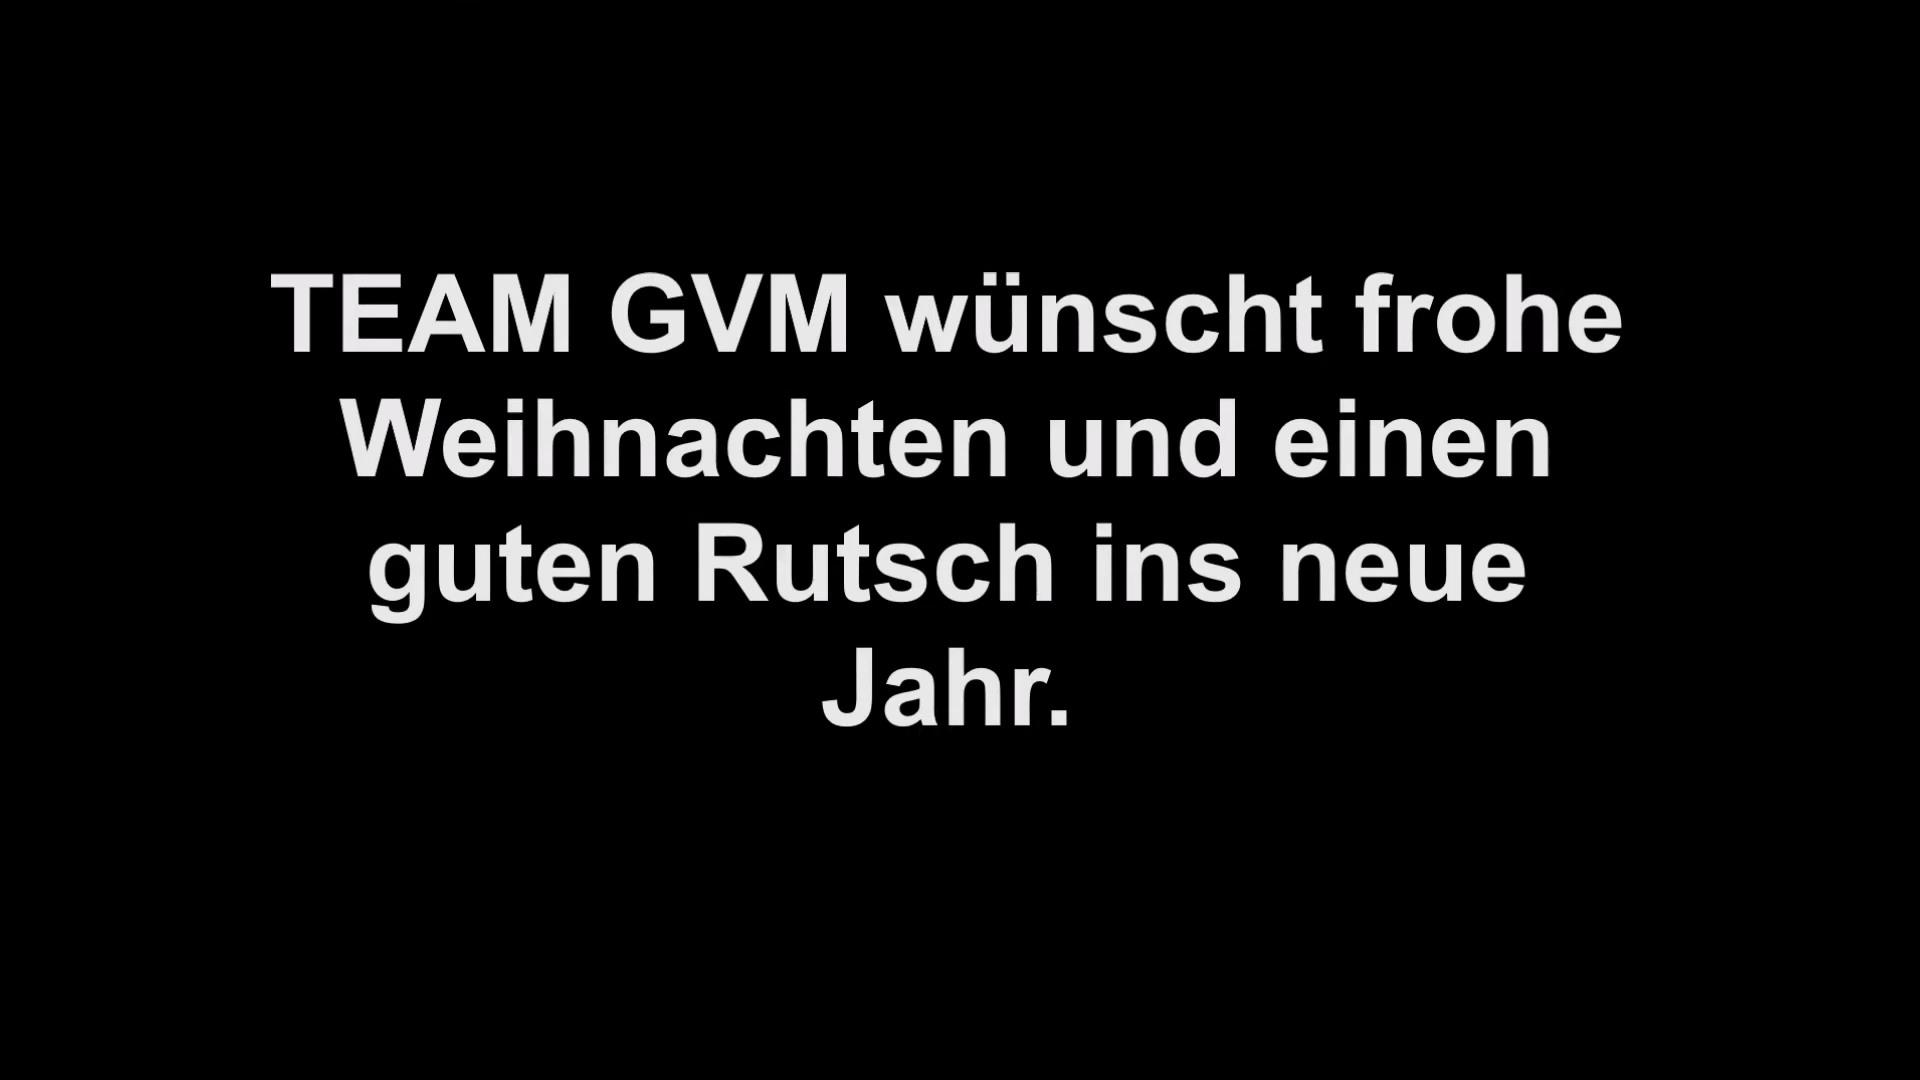 TEAM GVM wünscht frohe
Weihnachten und einen
guten Rutsch ins neue
Jahr.